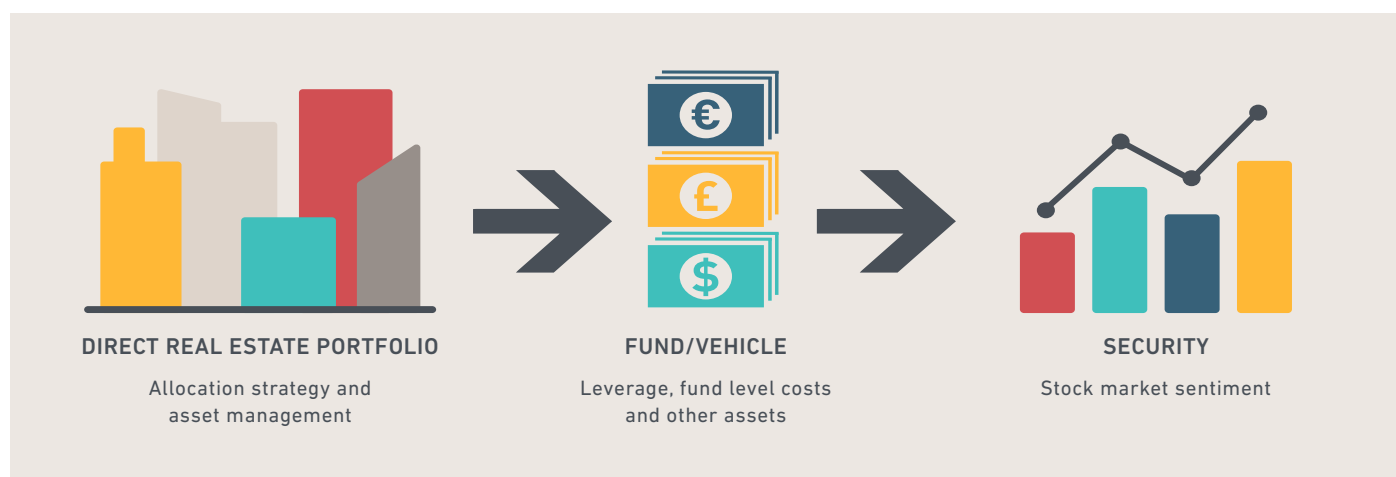 €
£
$
DIRECT REAL ESTATE PORTFOLIO
Allocation strategy and
asset management
FUND/VEHICLE
Leverage, fund level costs
and other assets
SECURITY
Stock market sentiment